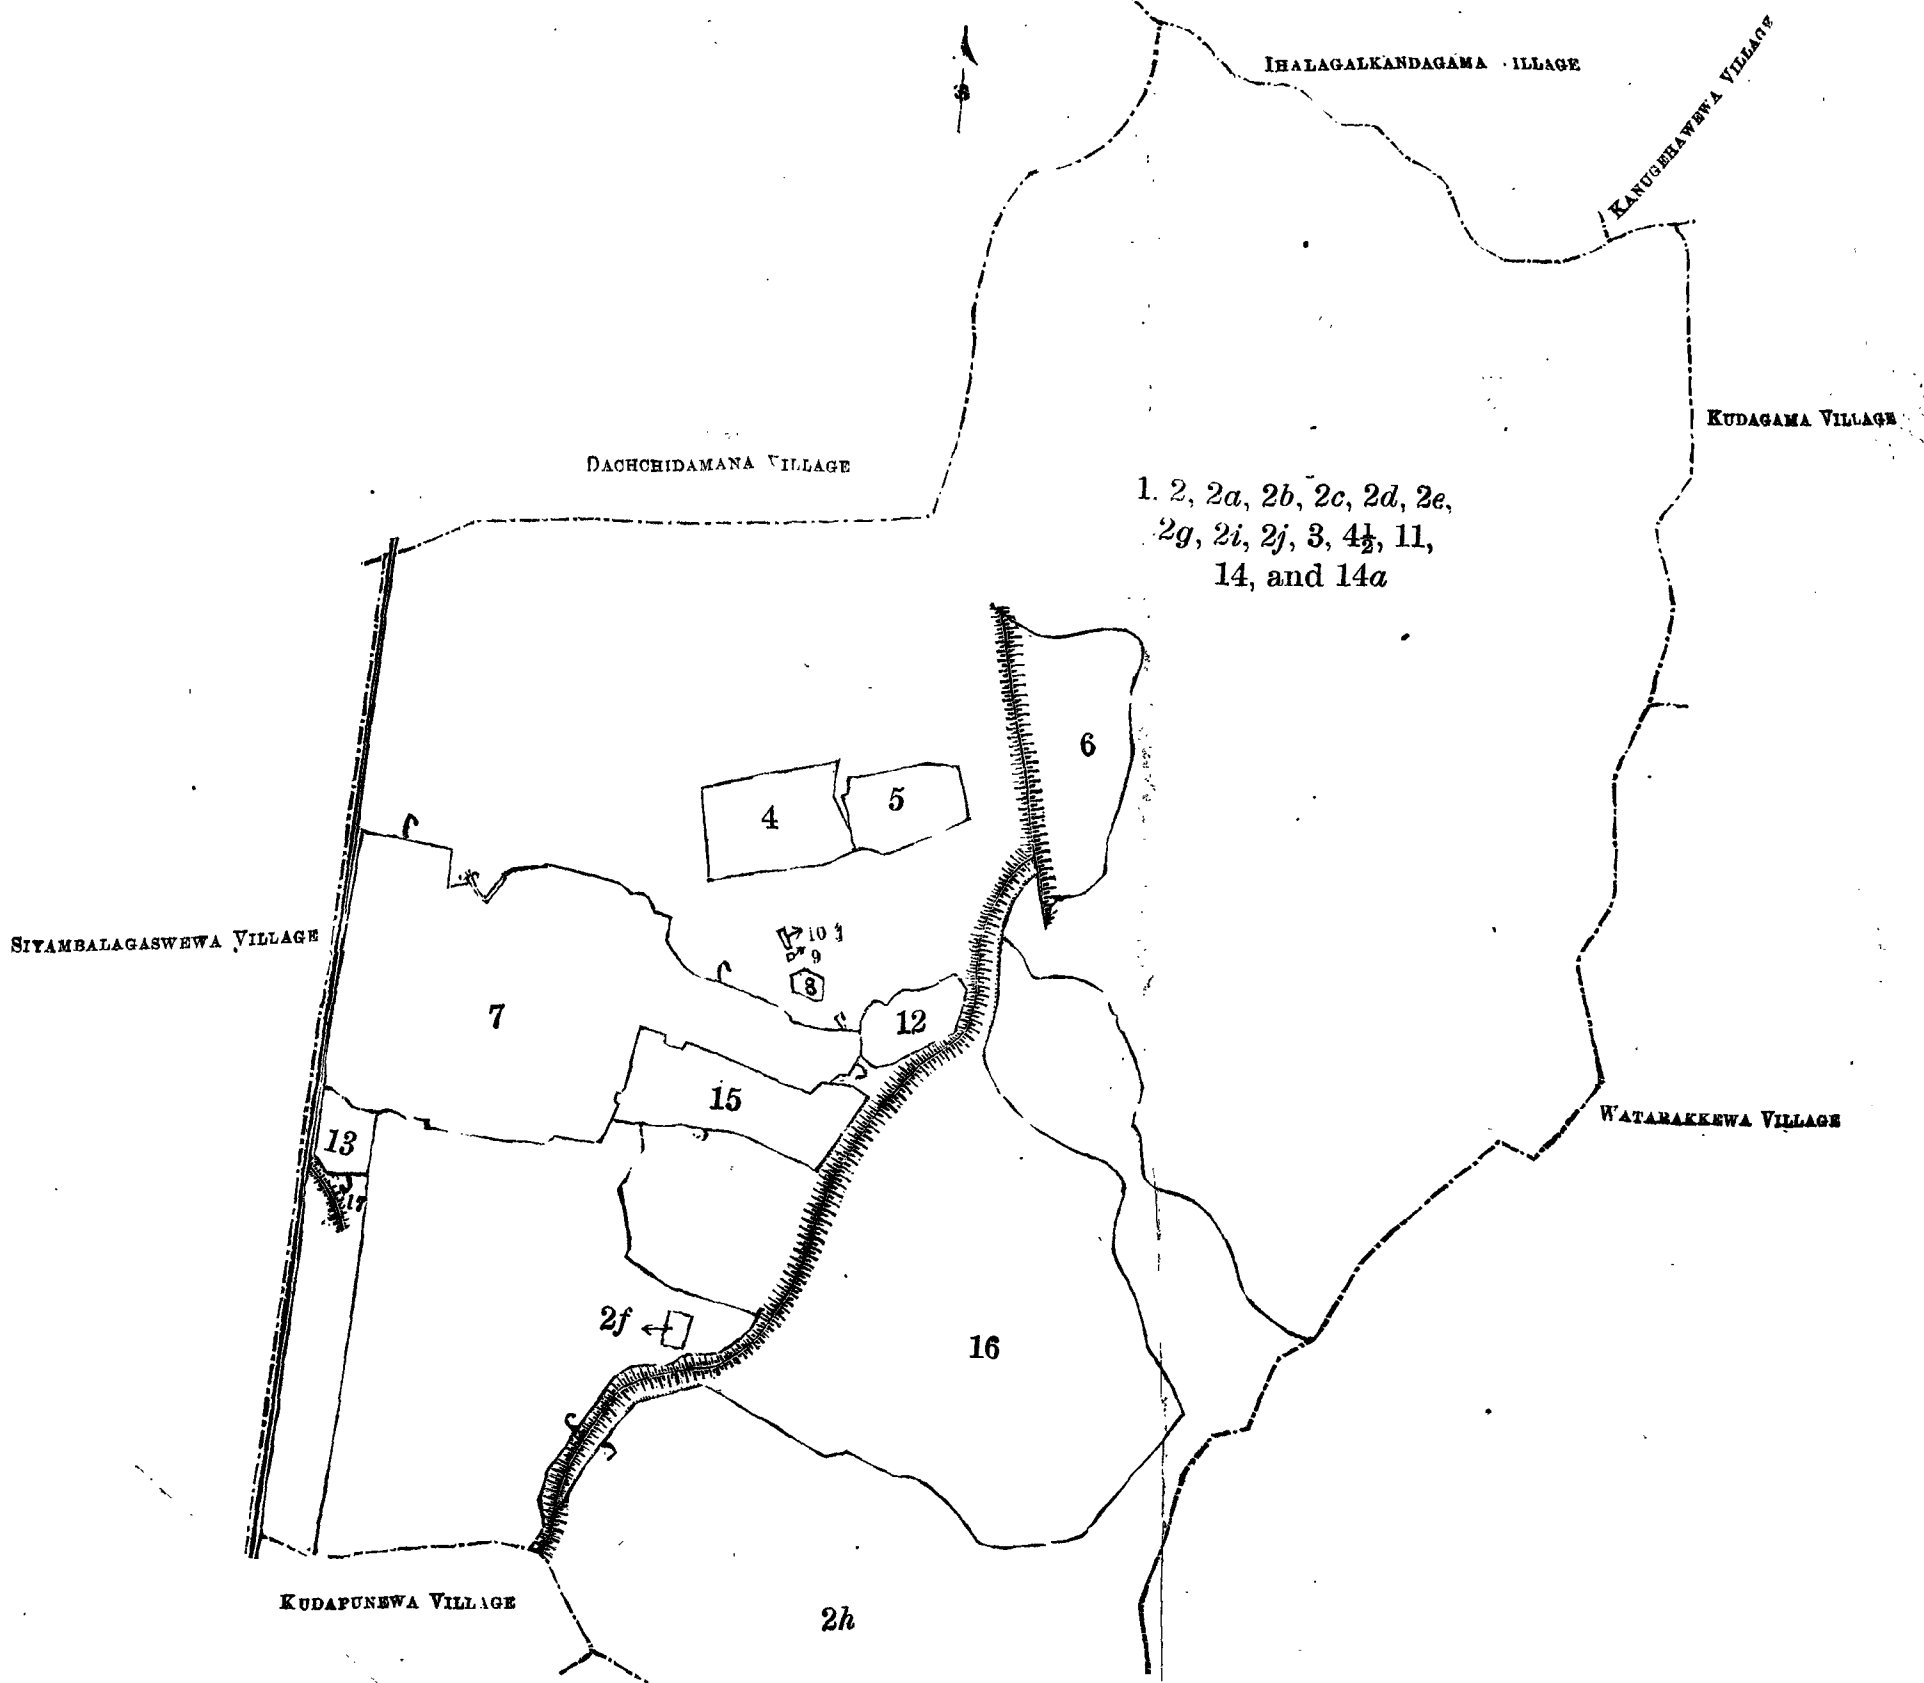 IHALAGALKANDAGAMA ILLAGE
KANUGEHAWEWA VILLAGE
KUDAGAMA VILLAGE
DACHCHIDAMANA VILLAGE
1. 2, 2a, 2b, 2c, 2d, 2e,
2g, 2i, 2j, 3, 4½, 11,
14, and 14a
6
5
4
10
9
SIYAMBALAGASWEWA VILLAGE
8
7
12
15
WATARAKKEWA VILLAGE
13
17
2f
16
KUDAPUNEWA VILLAGE
2h